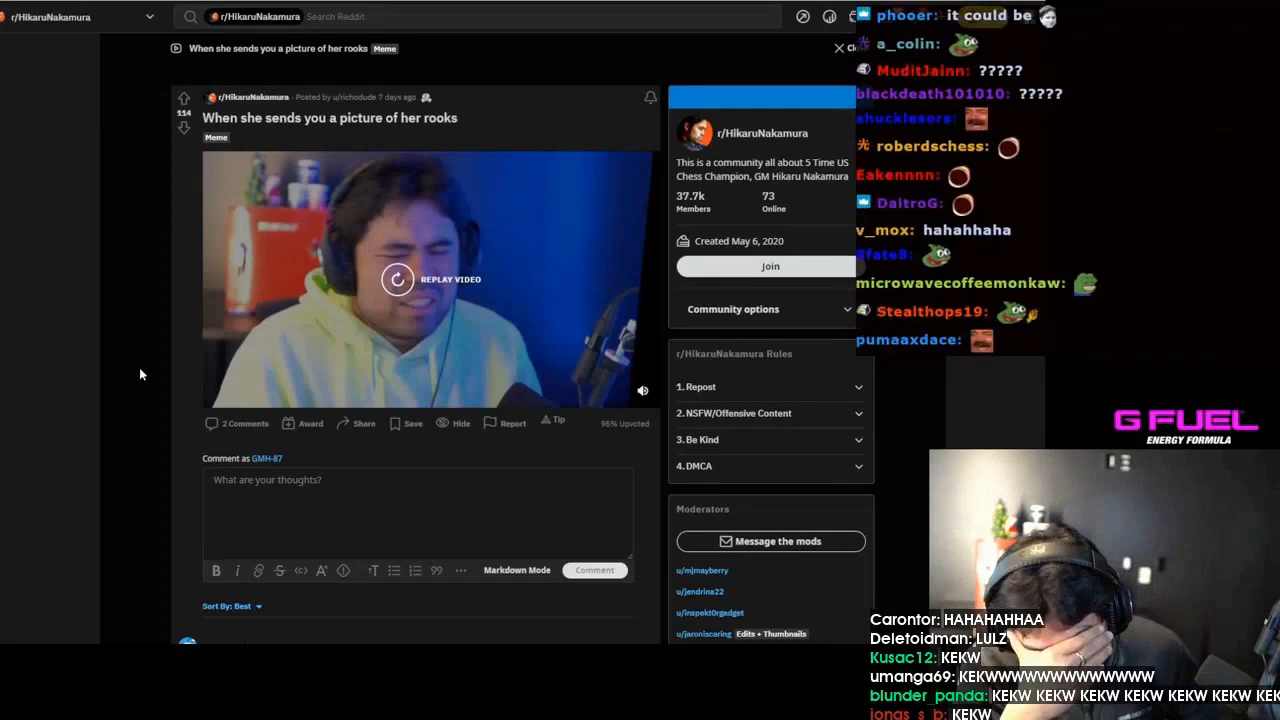 r/HikaruNakamura
r/HikaruNakamura Search Reddit
When she sends you a picture of her rooks Meme
Clo
r/HikaruNakamura · Posted by u/richodude 7 days ago
114
When she sends you a picture of her rooks
Meme
REPLAY VIDEO
2 Comments Award Share Save Hide Report Tip 96% Upvoted
Comment as GMH-87
What are your thoughts?
B i Markdown Mode Comment
Sort By: Best
r/HikaruNakamura
This is a community all about 5 Time US
Chess Champion, GM Hikaru Nakamura
37.7k 73
Members Online
Created May 6, 2020
Join
Community options
r/HikaruNakamura Rules
1. Repost
2. NSFW/Offensive Content
3. Be Kind
4. DMCA
Moderators
Message the mods
u/mjmayberry
u/jendrina22
u/inspekt0rgadget
u/jaroniscaring Edits + Thumbnails
phooer: it could be
a_colin:
MuditJainn: ?????
blackdeath101010: ?????
shucklesors:
roberdschess:
Eakennnn:
DaltroG:
v_mox: hahahhaha
8fate8:
microwavecoffeemonkaw:
Stealthops19:
pumaaxdace:
G FUEL
ENERGY FORMULA
Carontor: HAHAHAHHAA
Deletoidman: LULZ
Kusac12: KEKW
umanga69: KEKWWWWWWWWWWWWWW
blunder_panda: KEKW KEKW KEKW KEKW KEKW KEKW KEK
jonas_s_b: KEKW